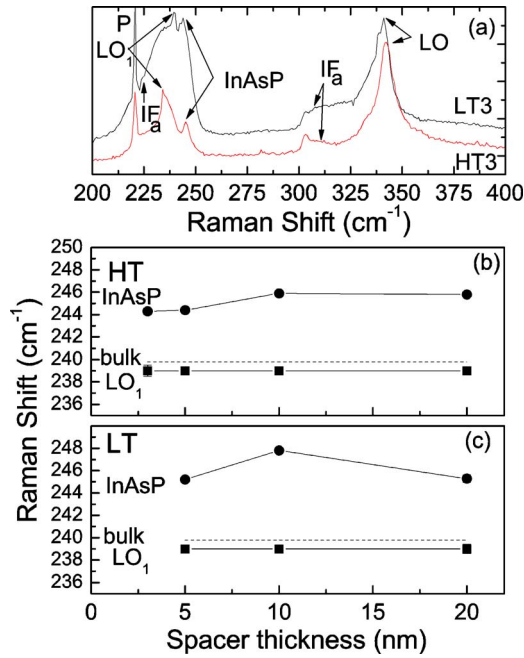 (a)
P
LO₁
InAsP
IFa
IFa
LO
LT3
HT3
200 225 250 275 300 325 350 375 400
Raman Shift (cm⁻¹)
Raman Shift (cm⁻¹)
250
248
246
244
242
240
238
236
HT
(b)
InAsP
bulk
LO₁
248
246
244
242
240
238
236
LT
(c)
InAsP
bulk
LO₁
0 5 10 15 20
Spacer thickness (nm)